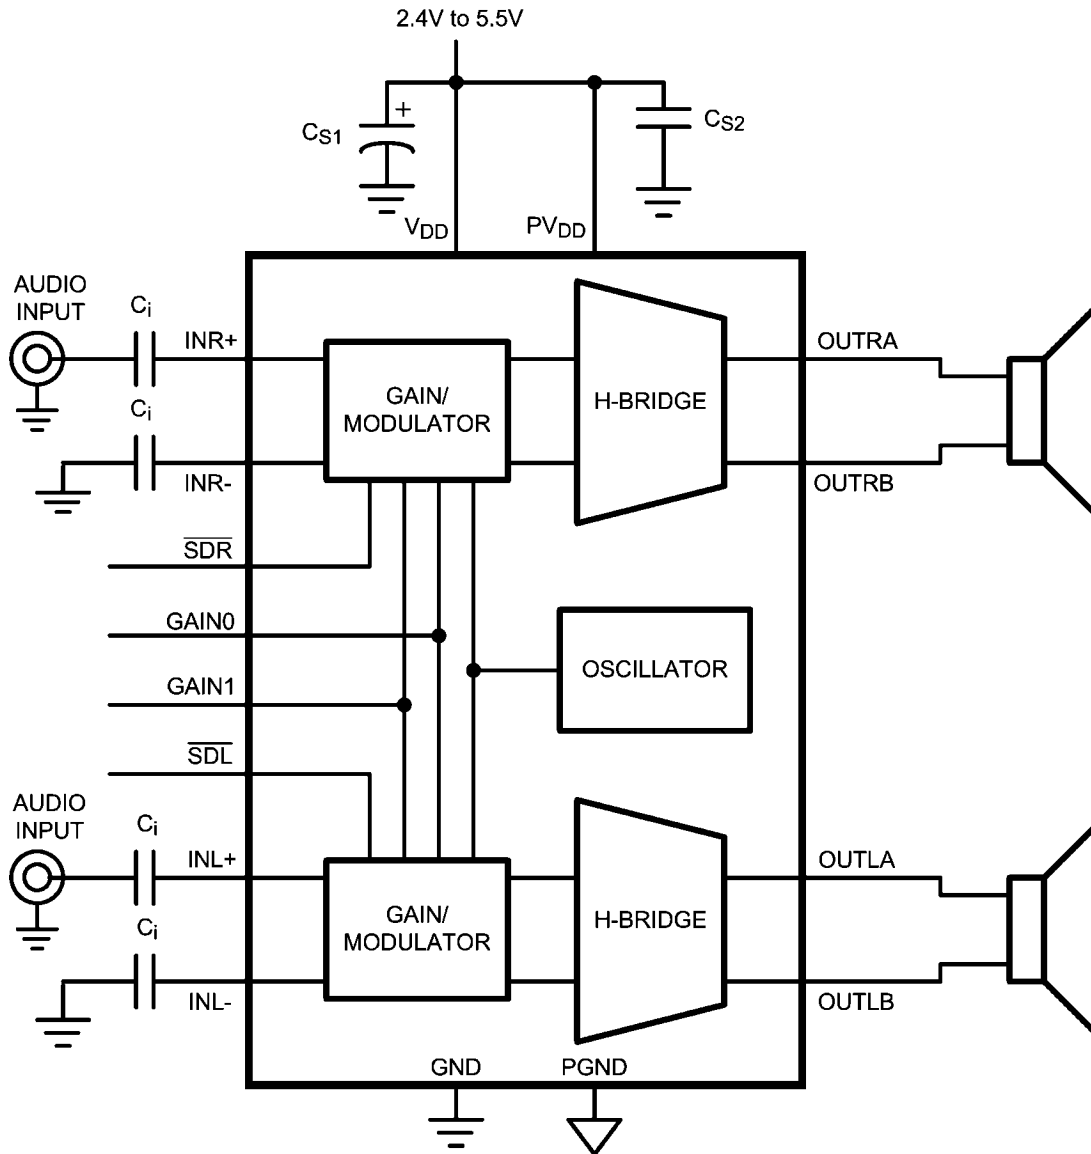 2.4V to 5.5V
+
CS1
CS2
VDD
PVDD
AUDIO
INPUT
Ci
INR+
GAIN/
MODULATOR
H-BRIDGE
OUTRA
Ci
INR-
OUTRB
SDR
GAIN0
OSCILLATOR
GAIN1
SDL
AUDIO
INPUT
Ci
INL+
GAIN/
MODULATOR
H-BRIDGE
OUTLA
Ci
INL-
OUTLB
GND
PGND